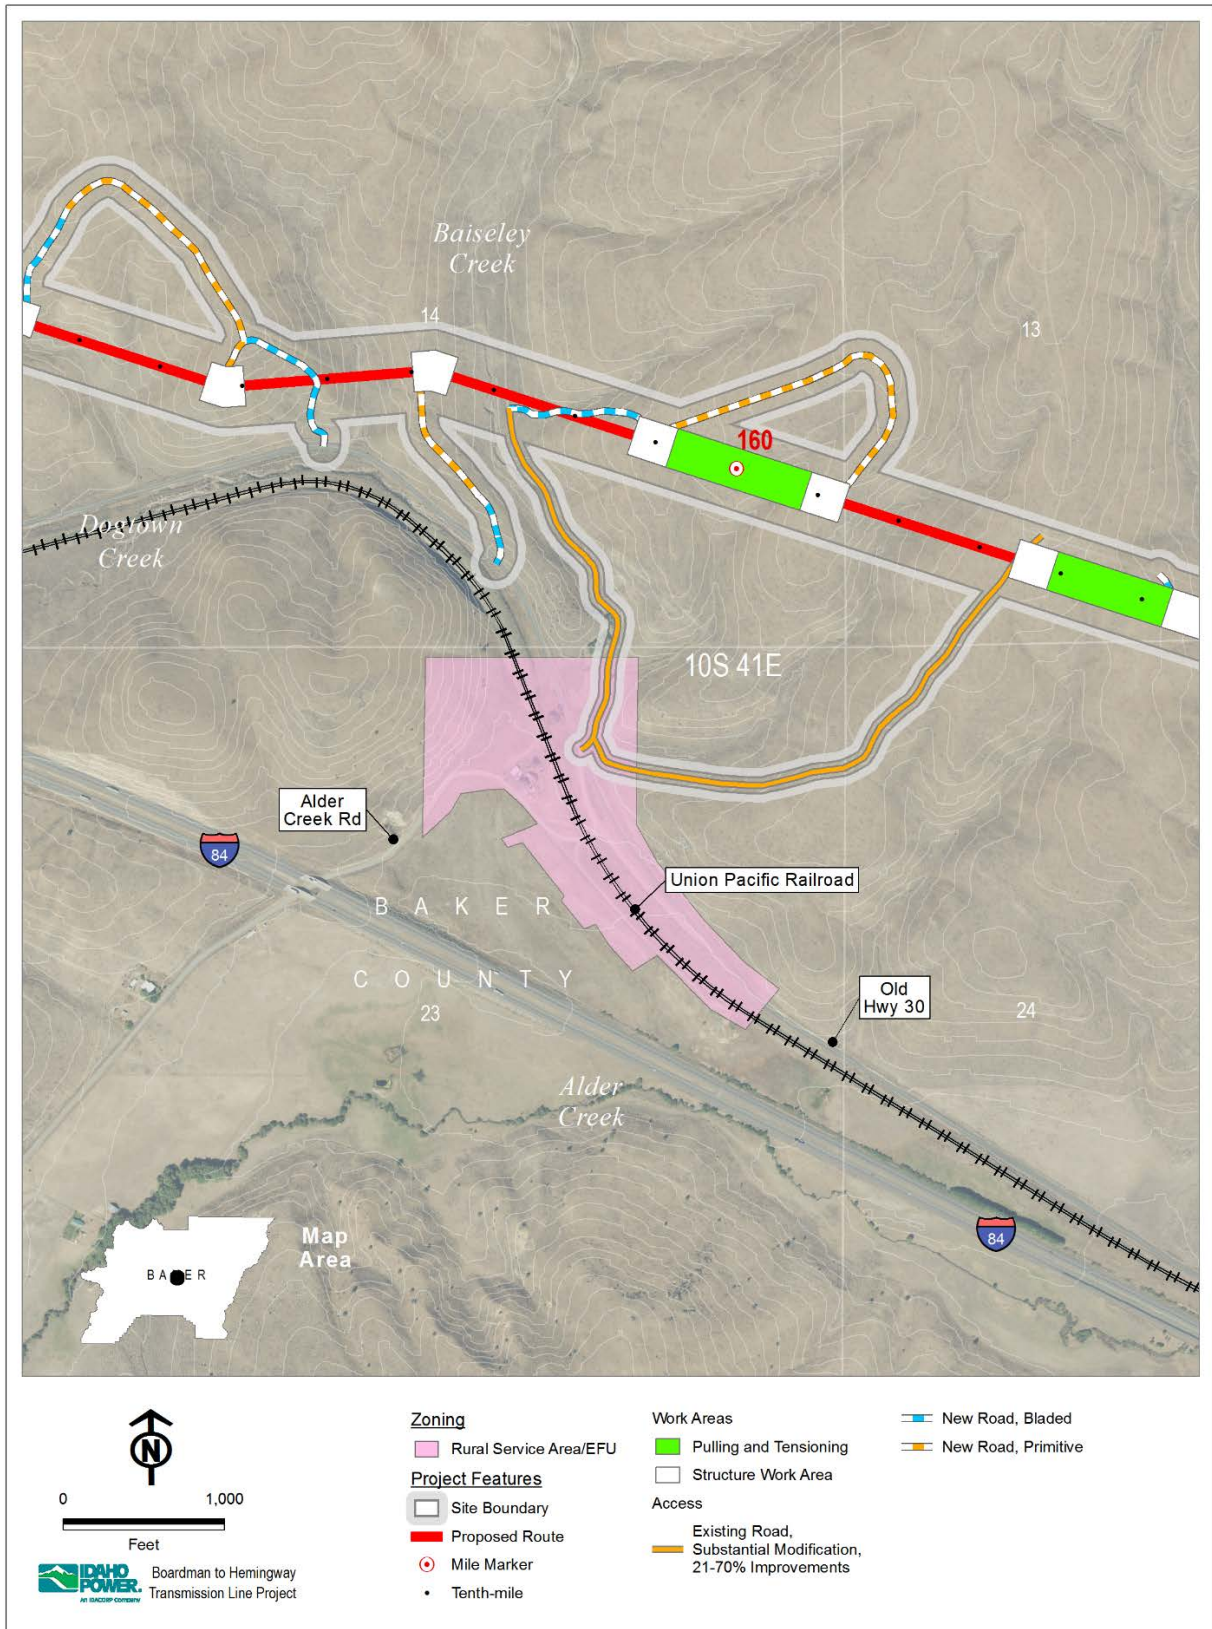 Baiseley
Creek
14
13
160
Dogtown
Creek
10S 41E
Alder
Creek Rd
84
Union Pacific Railroad
B A K E R
C O U N T Y
Old
Hwy 30
23
24
Alder
Creek
84
Map
Area
BAKER
N
0 1,000
Feet
IDAHO
POWER.
An IDACORP Company
Boardman to Hemingway
Transmission Line Project
Zoning
Rural Service Area/EFU
Project Features
Site Boundary
Proposed Route
Mile Marker
Tenth-mile
Work Areas
Pulling and Tensioning
Structure Work Area
Access
Existing Road,
Substantial Modification,
21-70% Improvements
New Road, Bladed
New Road, Primitive